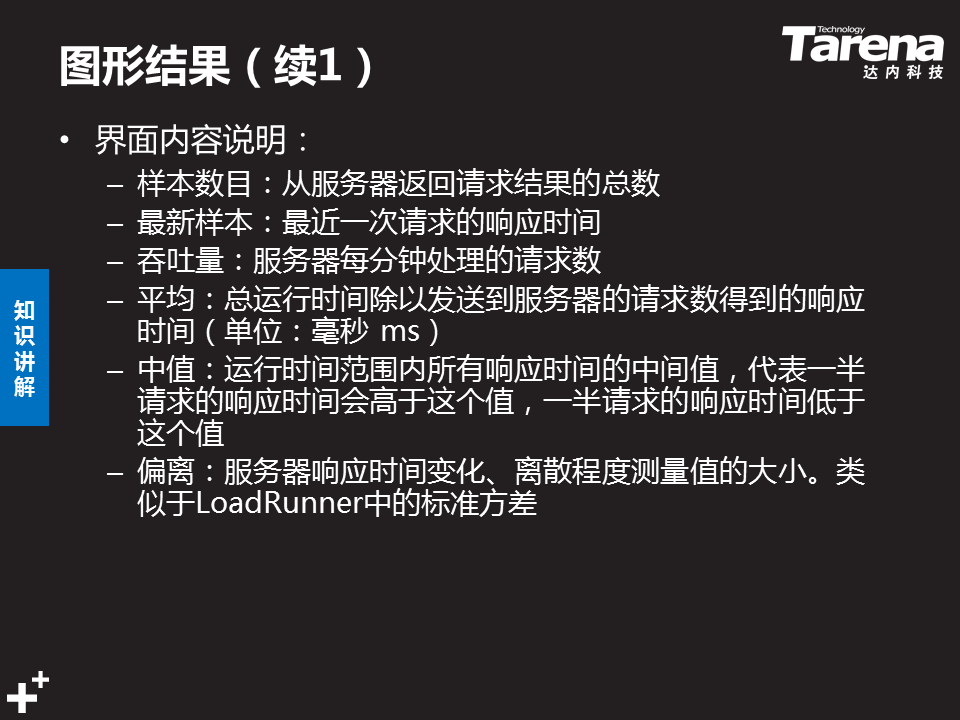 图形结果（续1）
Technology
Tarena
达内科技
• 界面内容说明：
– 样本数目：从服务器返回请求结果的总数
– 最新样本：最近一次请求的响应时间
– 吞吐量：服务器每分钟处理的请求数
– 平均：总运行时间除以发送到服务器的请求数得到的响应
时间（单位：毫秒 ms）
– 中值：运行时间范围内所有响应时间的中间值，代表一半
请求的响应时间会高于这个值，一半请求的响应时间低于
这个值
– 偏离：服务器响应时间变化、离散程度测量值的大小。类
似于LoadRunner中的标准方差
知
识
讲
解